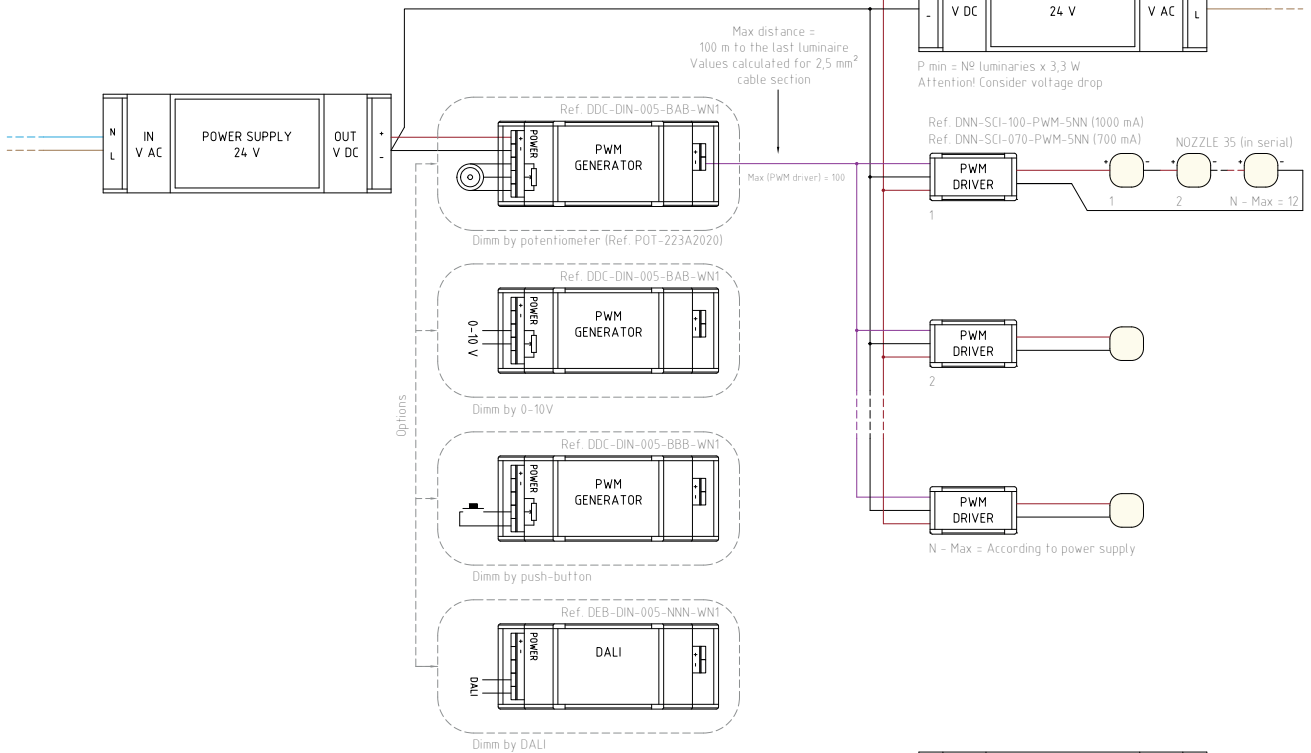 - V DC 24 V V AC L
P min = Nº luminaries x 3,3 W
Attention! Consider voltage drop
Max distance =
100 m to the last luminaire
Values calculated for 2,5 mm²
cable section
N
L
IN
V AC
POWER SUPPLY
24 V
OUT
V DC
+
-
Ref. DDC-DIN-005-BAB-WN1
+ -
POWER
PWM
GENERATOR
+ -
Dimm by potentiometer (Ref. POT-223A2020)
Max (PWM driver) = 100
Ref. DNN-SCI-100-PWM-5NN (1000 mA)
Ref. DNN-SCI-070-PWM-5NN (700 mA)
PWM
DRIVER
1
NOZZLE 35 (in serial)
+ - + - + -
1 2 N - Max = 12
Options
Ref. DDC-DIN-005-BAB-WN1
0-10 V
+ -
POWER
PWM
GENERATOR
+ -
Dimm by 0-10V
PWM
DRIVER
2
Ref. DDC-DIN-005-BBB-WN1
+ -
POWER
PWM
GENERATOR
+ -
Dimm by push-button
PWM
DRIVER
N - Max = According to power supply
Ref. DEB-DIN-005-NNN-WN1
DALI
+ -
POWER
DALI
+ -
Dimm by DALI